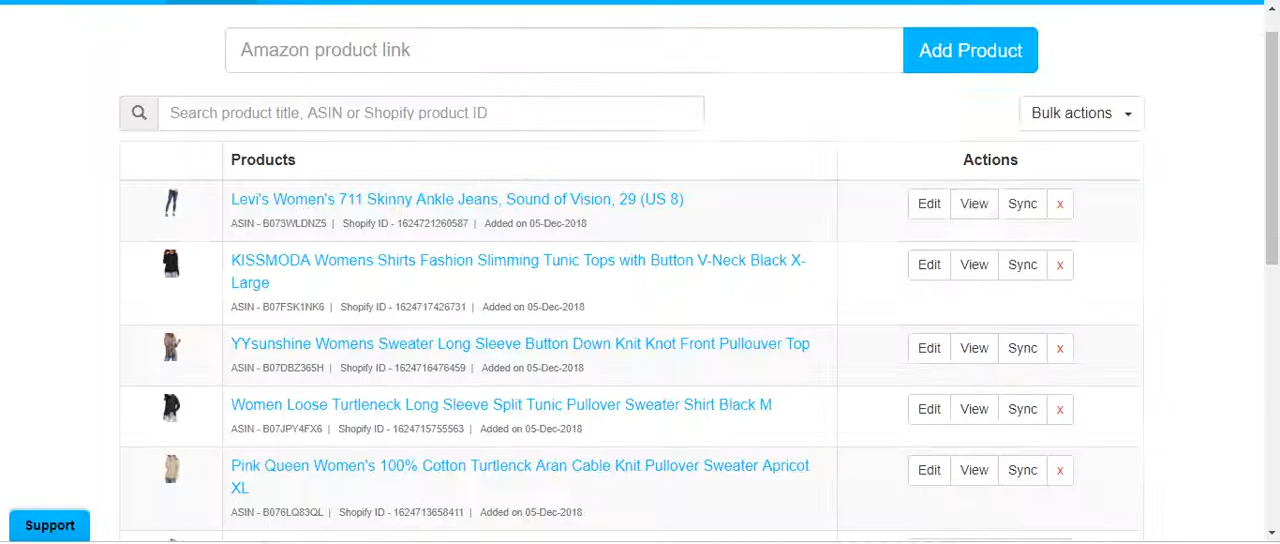 Amazon product link
Add Product
Search product title, ASIN or Shopify product ID
Bulk actions
Products
Actions
Levi's Women's 711 Skinny Ankle Jeans, Sound of Vision, 29 (US 8)
ASIN - B073WLDNZ5 | Shopify ID - 1624721260587 | Added on 05-Dec-2018
Edit View Sync x
KISSMODA Womens Shirts Fashion Slimming Tunic Tops with Button V-Neck Black X-
Large
ASIN - B07FSK1NK6 | Shopify ID - 1624717426731 | Added on 05-Dec-2018
Edit View Sync x
YYsunshine Womens Sweater Long Sleeve Button Down Knit Knot Front Pullouver Top
ASIN - B07DBZ365H | Shopify ID - 1624716476459 | Added on 05-Dec-2018
Edit View Sync x
Women Loose Turtleneck Long Sleeve Split Tunic Pullover Sweater Shirt Black M
ASIN - B07JPY4FX6 | Shopify ID - 1624715755563 | Added on 05-Dec-2018
Edit View Sync x
Pink Queen Women's 100% Cotton Turtlenck Aran Cable Knit Pullover Sweater Apricot
XL
ASIN - B076LQ83QL | Shopify ID - 1624713658411 | Added on 05-Dec-2018
Edit View Sync x
Support